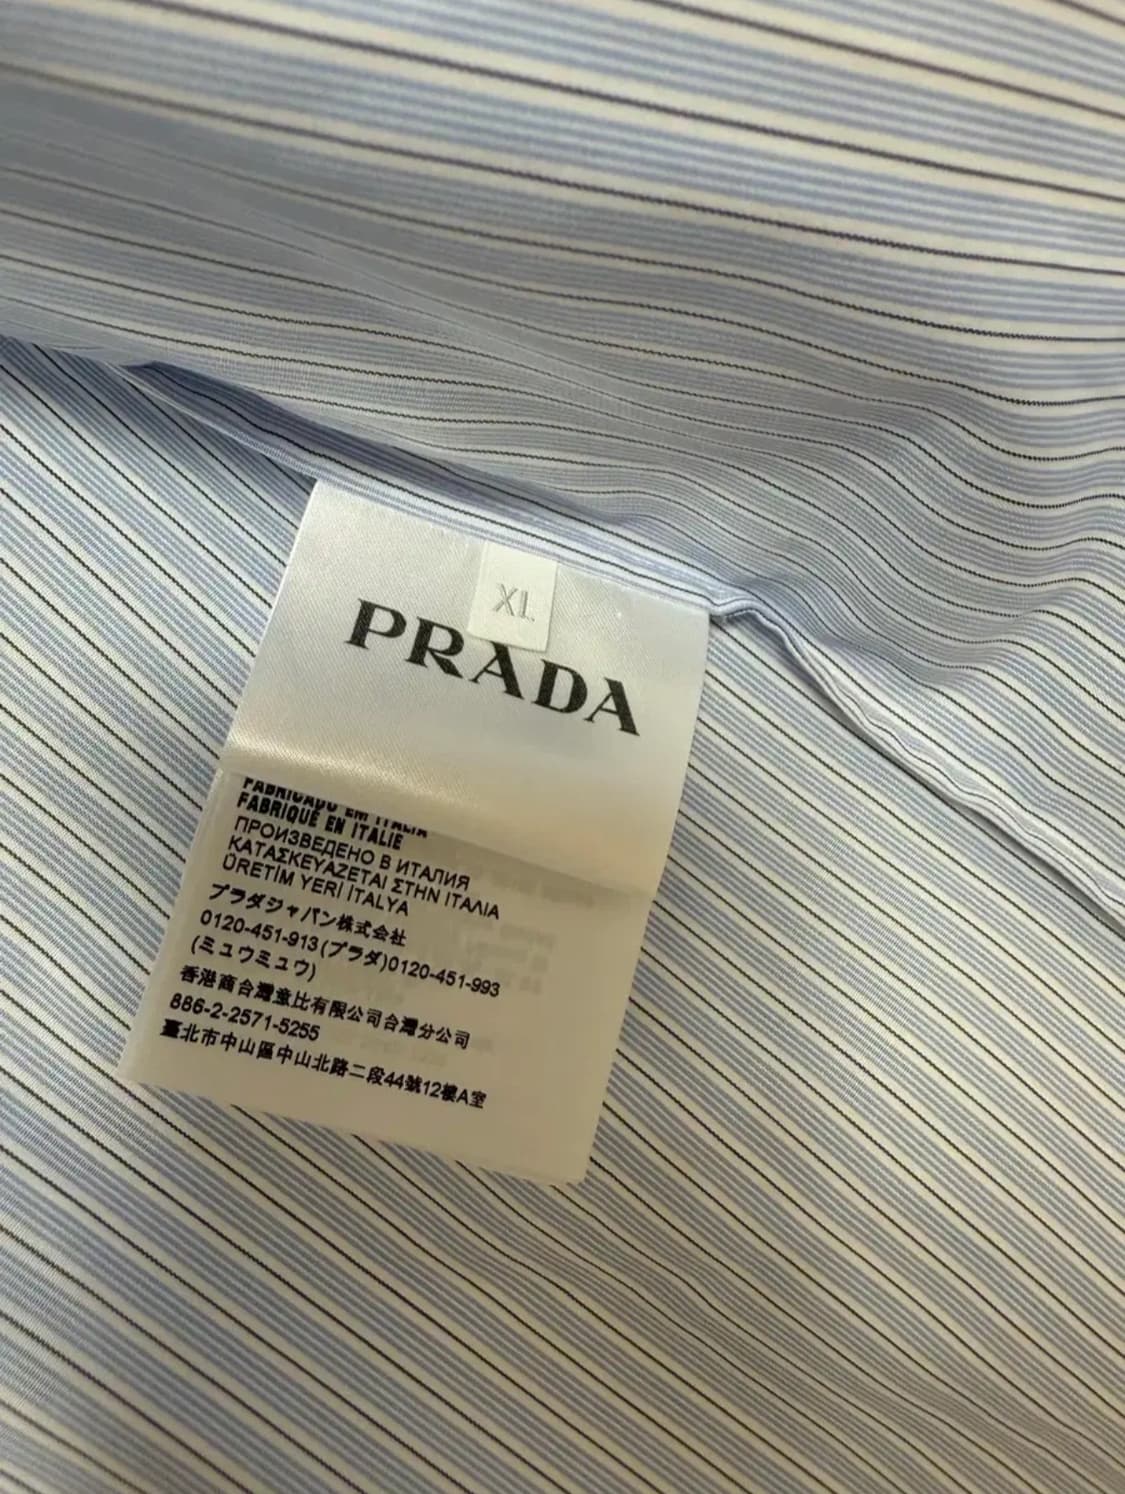 XL
PRADA
FABRICADO EM ITALIA
FABRIQUÉ EN ITALIE
ПРОИЗВЕДЕНО В ИТАЛИЯ
ΚΑΤΑΣΚΕΥΑΖΕΤΑΙ ΣΤΗΝ ΙΤΑΛΙΑ
ÜRETİM YERİ İTALYA
プラダジャパン株式会社
0120-451-913(プラダ)0120-451-993
(ミュウミュウ)
香港商台灣意比有限公司台灣分公司
886-2-2571-5255
臺北市中山區中山北路二段44號12樓A室